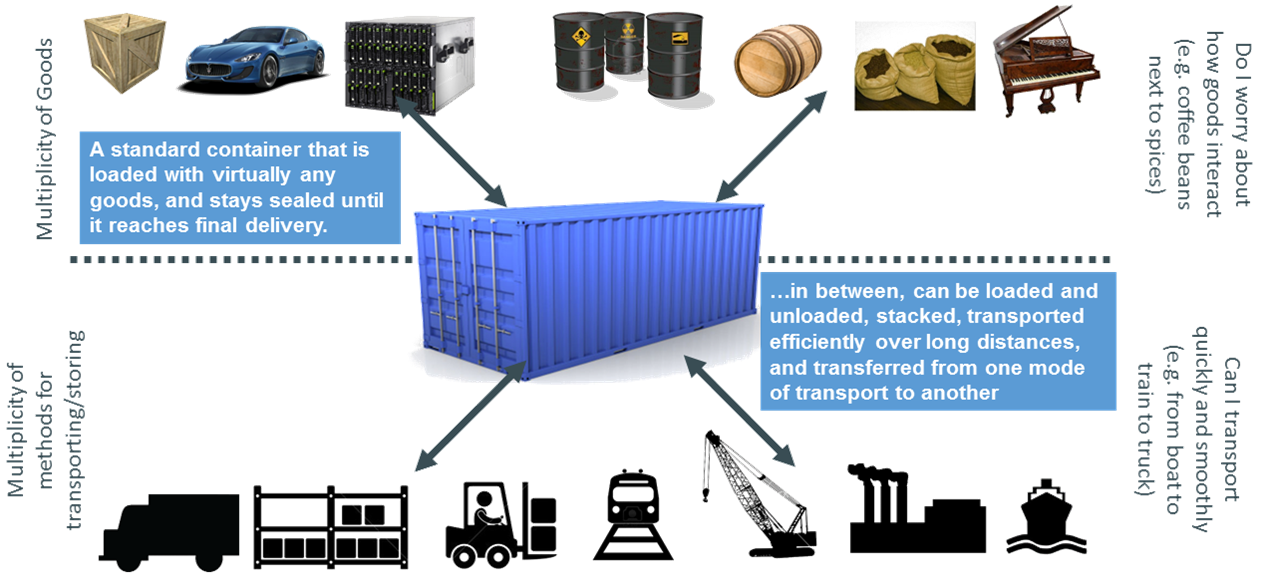 Multiplicity of Goods
Do I worry about
how goods interact
(e.g. coffee beans
next to spices)
A standard container that is
loaded with virtually any
goods, and stays sealed until
it reaches final delivery.
…in between, can be loaded and
unloaded, stacked, transported
efficiently over long distances,
and transferred from one mode
of transport to another
Multiplicity of
methods for
transporting/storing
Can I transport
quickly and smoothly
(e.g. from boat to
train to truck)